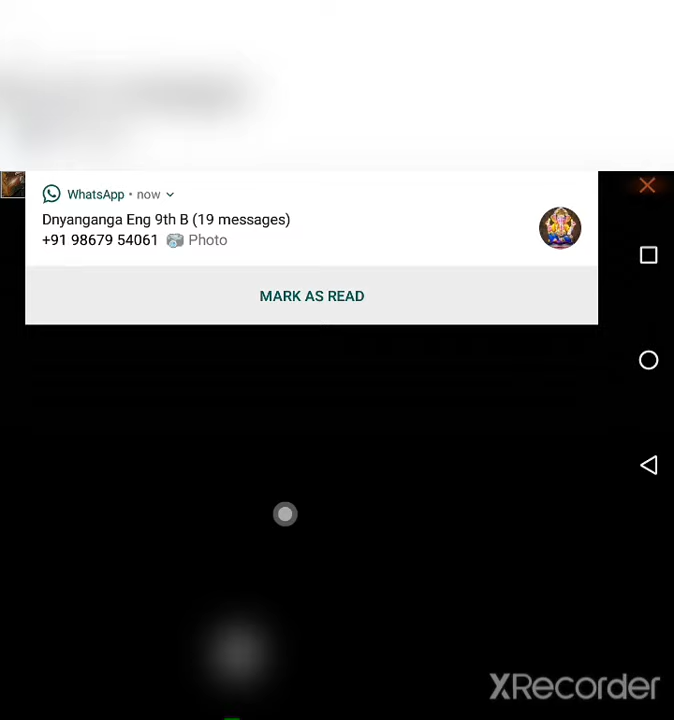 WhatsApp • now
Dnyanganga Eng 9th B (19 messages)
+91 98679 54061 📷 Photo
MARK AS READ
XRecorder